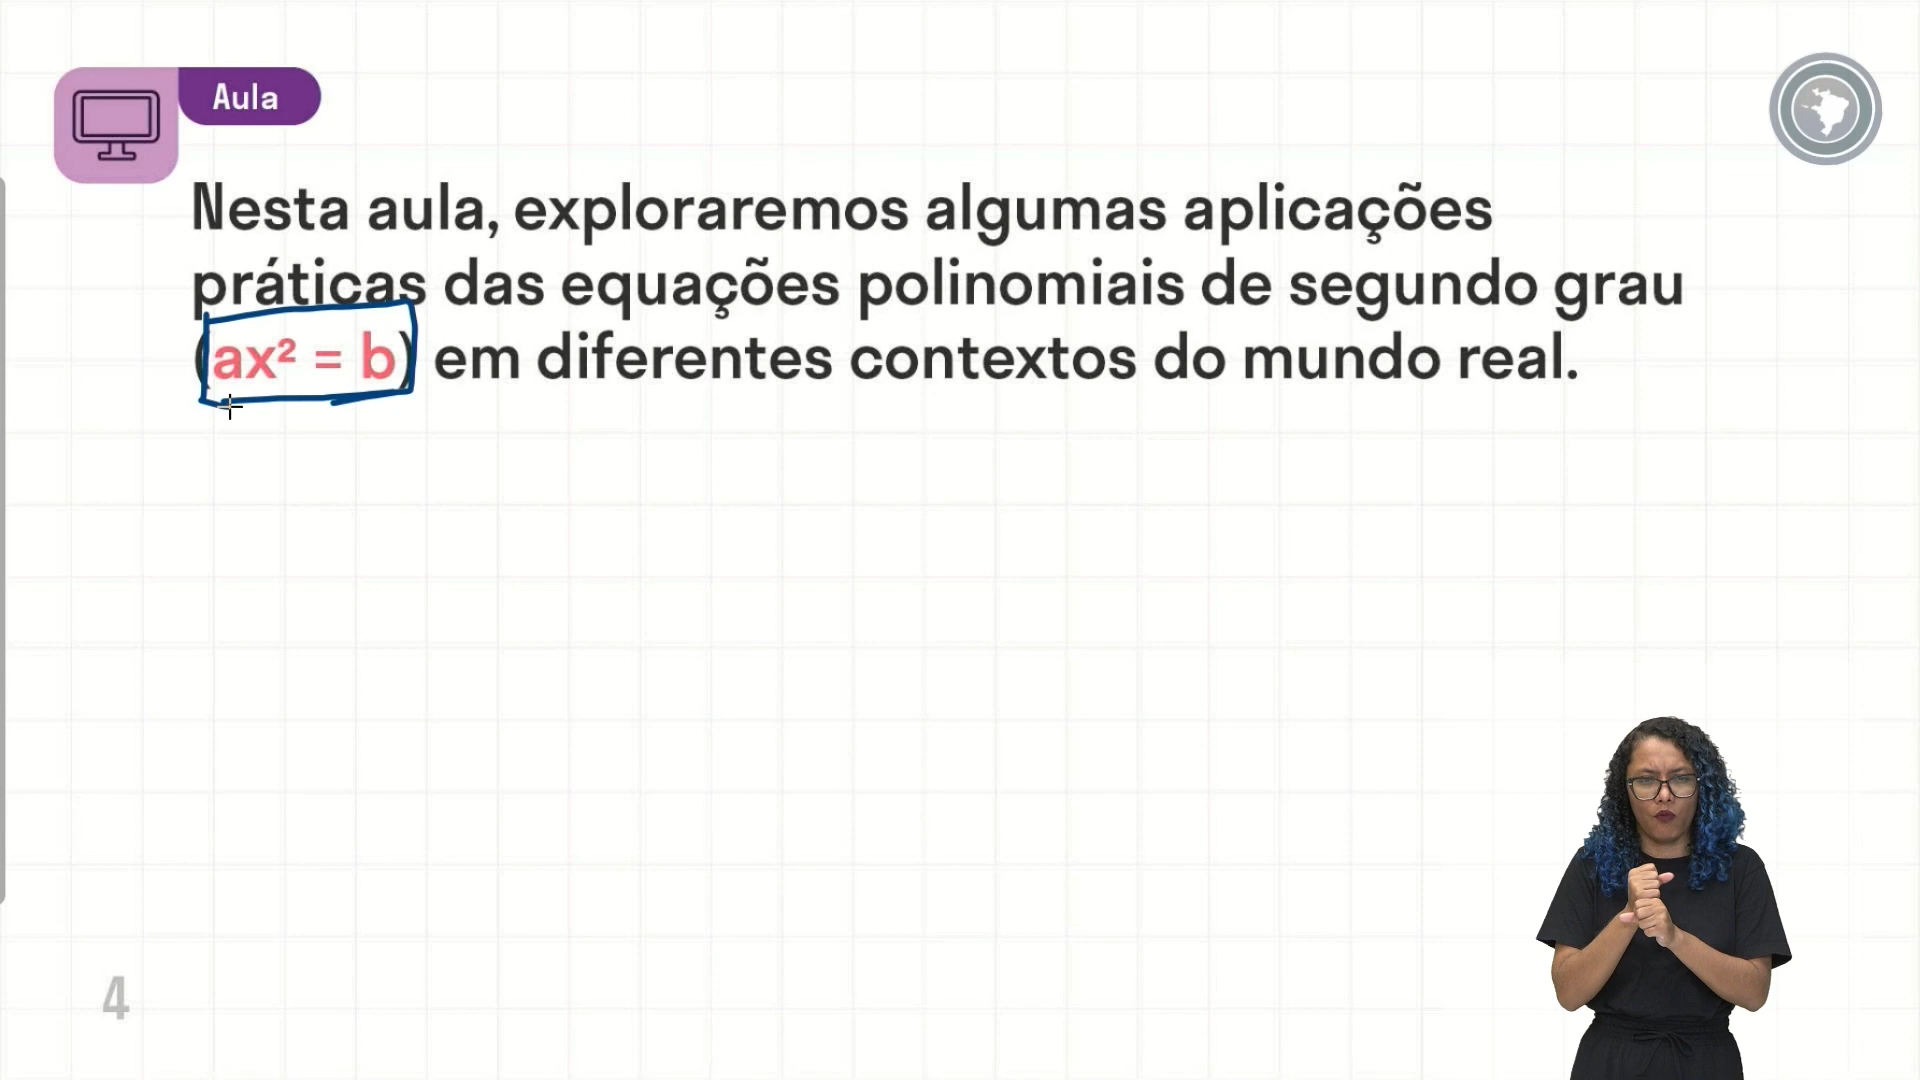 Aula
Nesta aula, exploraremos algumas aplicações
práticas das equações polinomiais de segundo grau
(ax² = b) em diferentes contextos do mundo real.
4